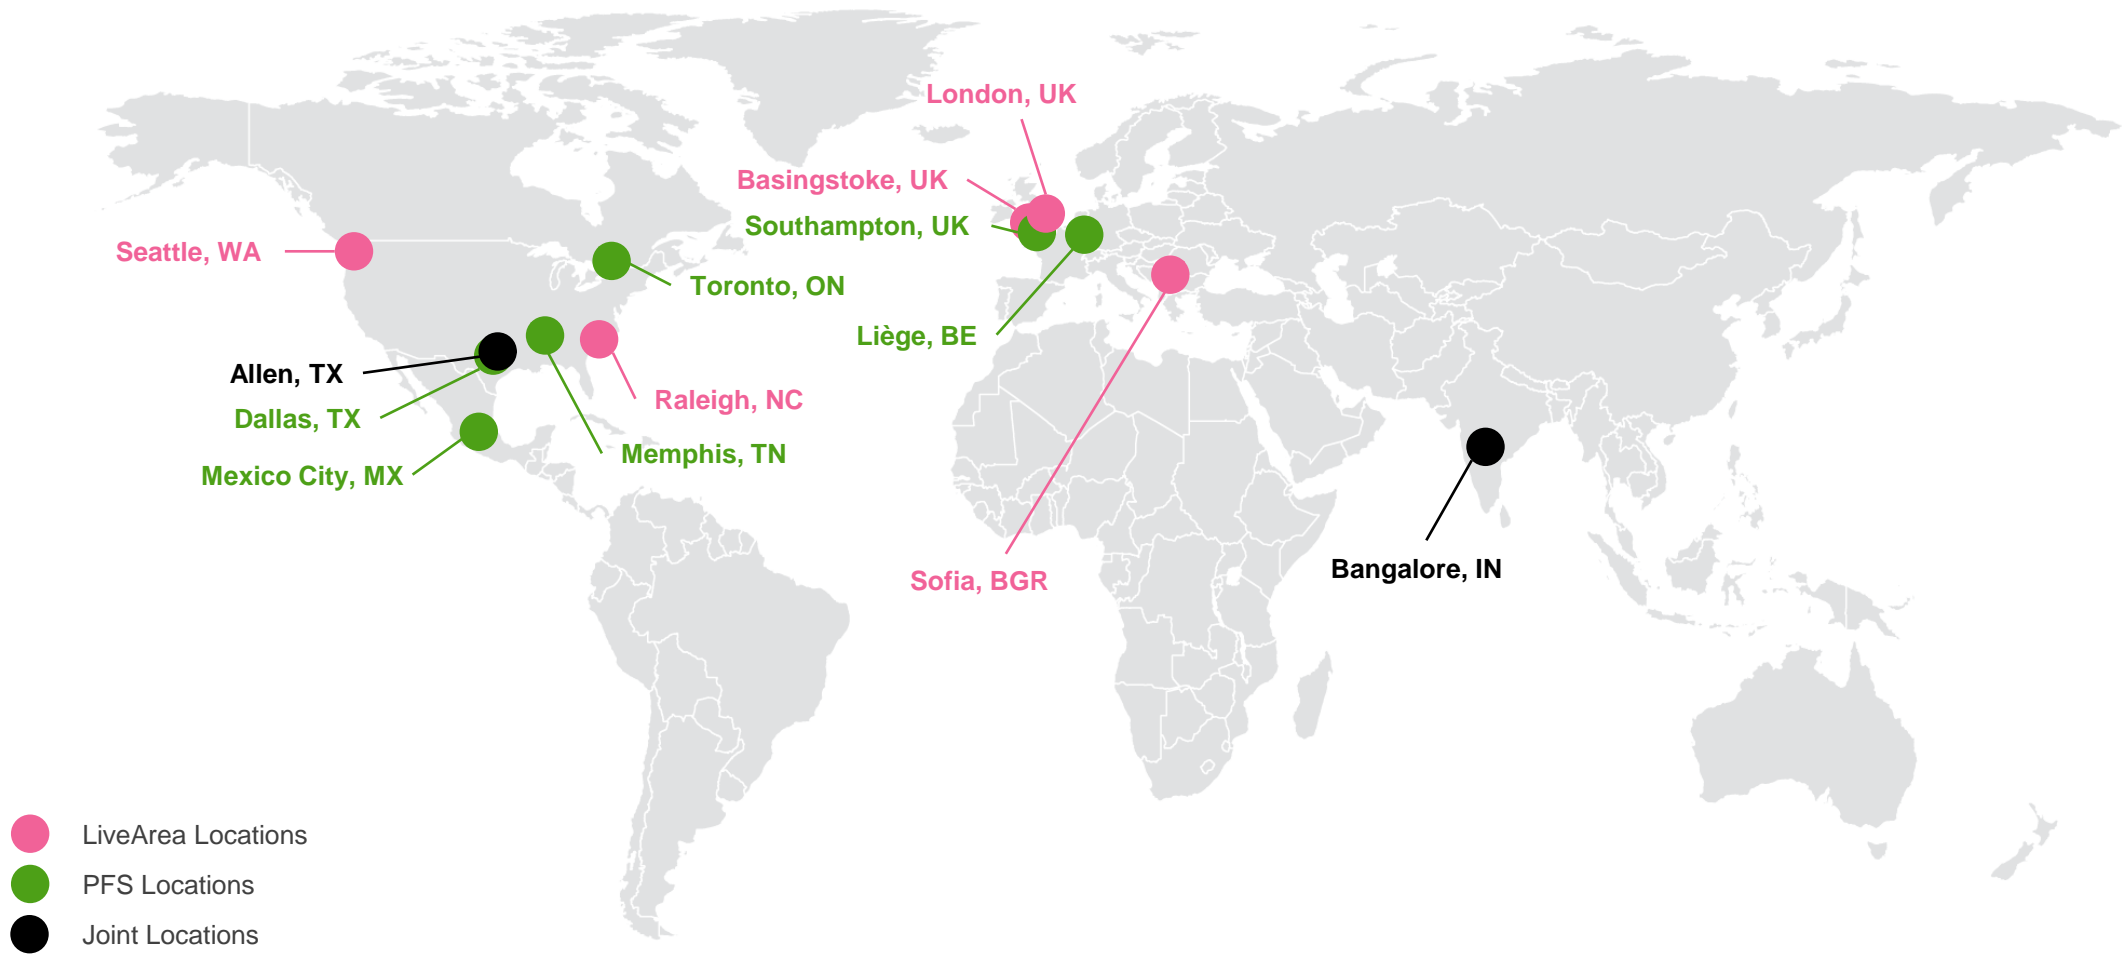 London, UK
Basingstoke, UK
Southampton, UK
Seattle, WA
Toronto, ON
Liège, BE
Allen, TX
Raleigh, NC
Dallas, TX
Memphis, TN
Mexico City, MX
Bangalore, IN
Sofia, BGR
LiveArea Locations
PFS Locations
Joint Locations